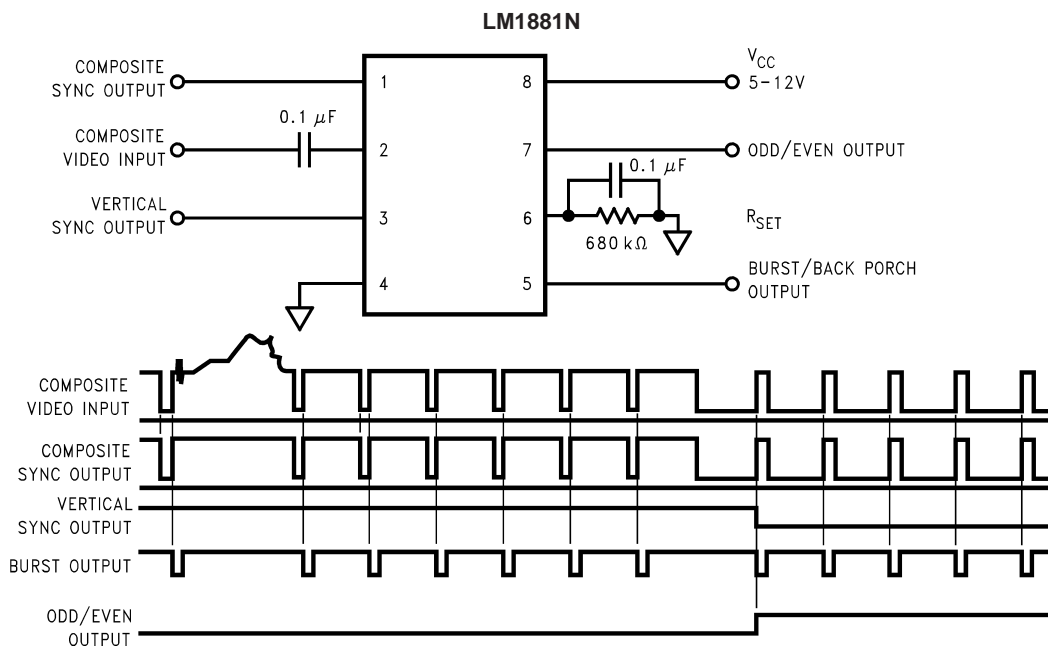 LM1881N
COMPOSITE
SYNC OUTPUT
1
8
V_CC
5-12V
0.1 μF
COMPOSITE
VIDEO INPUT
2
7
ODD/EVEN OUTPUT
0.1 μF
VERTICAL
SYNC OUTPUT
3
6
R_SET
680 kΩ
4
5
BURST/BACK PORCH
OUTPUT
COMPOSITE
VIDEO INPUT
COMPOSITE
SYNC OUTPUT
VERTICAL
SYNC OUTPUT
BURST OUTPUT
ODD/EVEN
OUTPUT